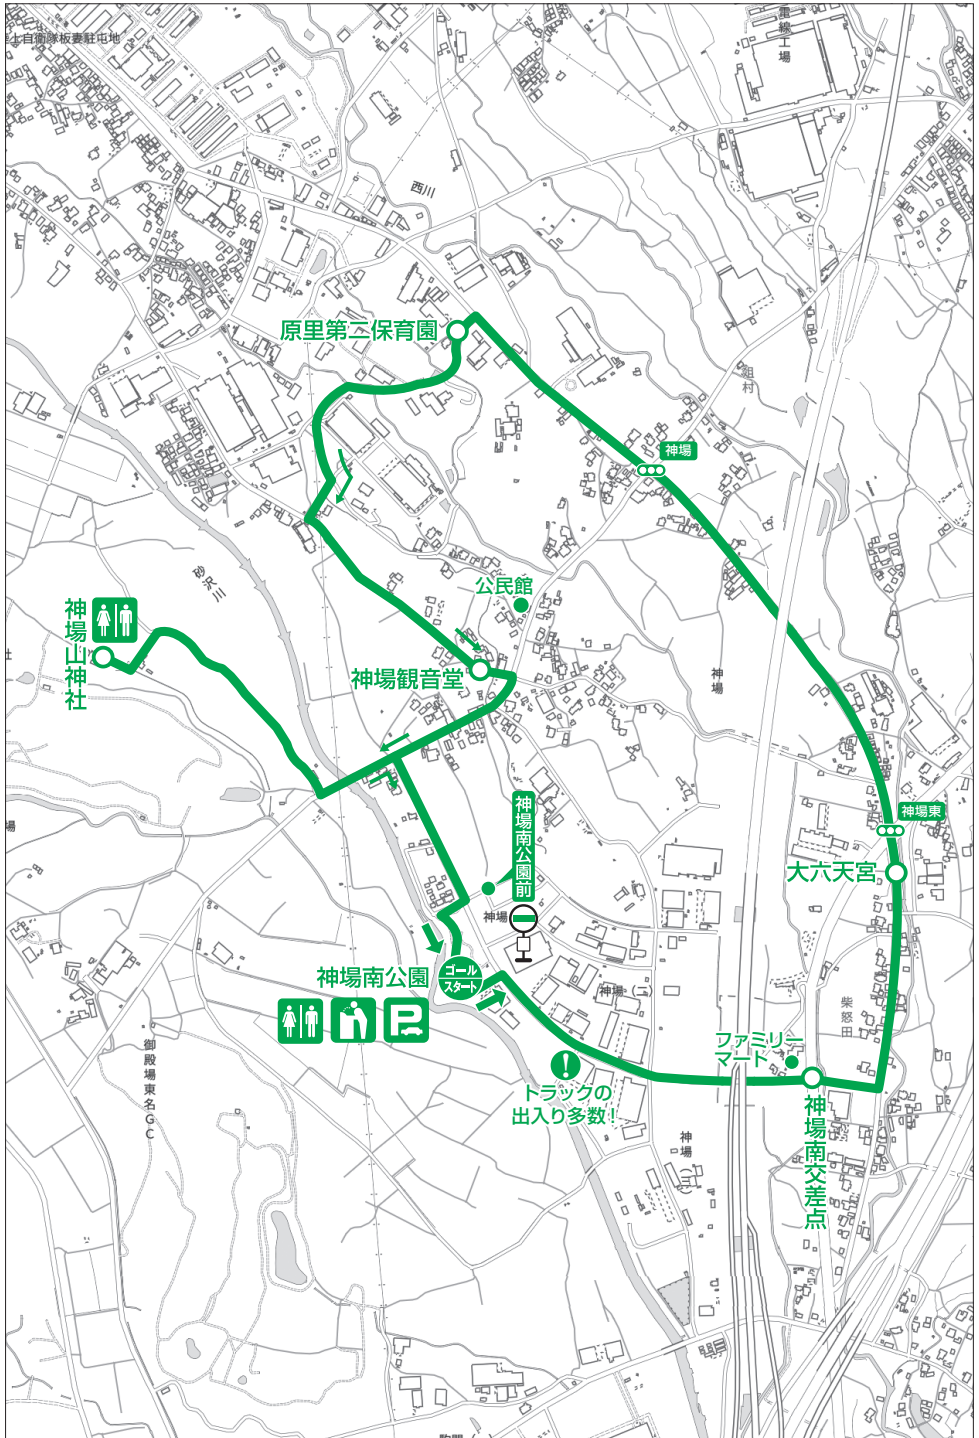 上自衛隊板妻駐屯地
電線工場
西川
原里第二保育園
組村
神場
砂沢川
公民館
神場山神社
神場観音堂
神場
神場南公園前
神場東
大六天宮
神場
神場南公園
ゴール
スタート
神場
柴怒田
ファミリー
マート
御殿場東名GC
!
トラックの
出入り多数!
神場南交差点
神場
場
P